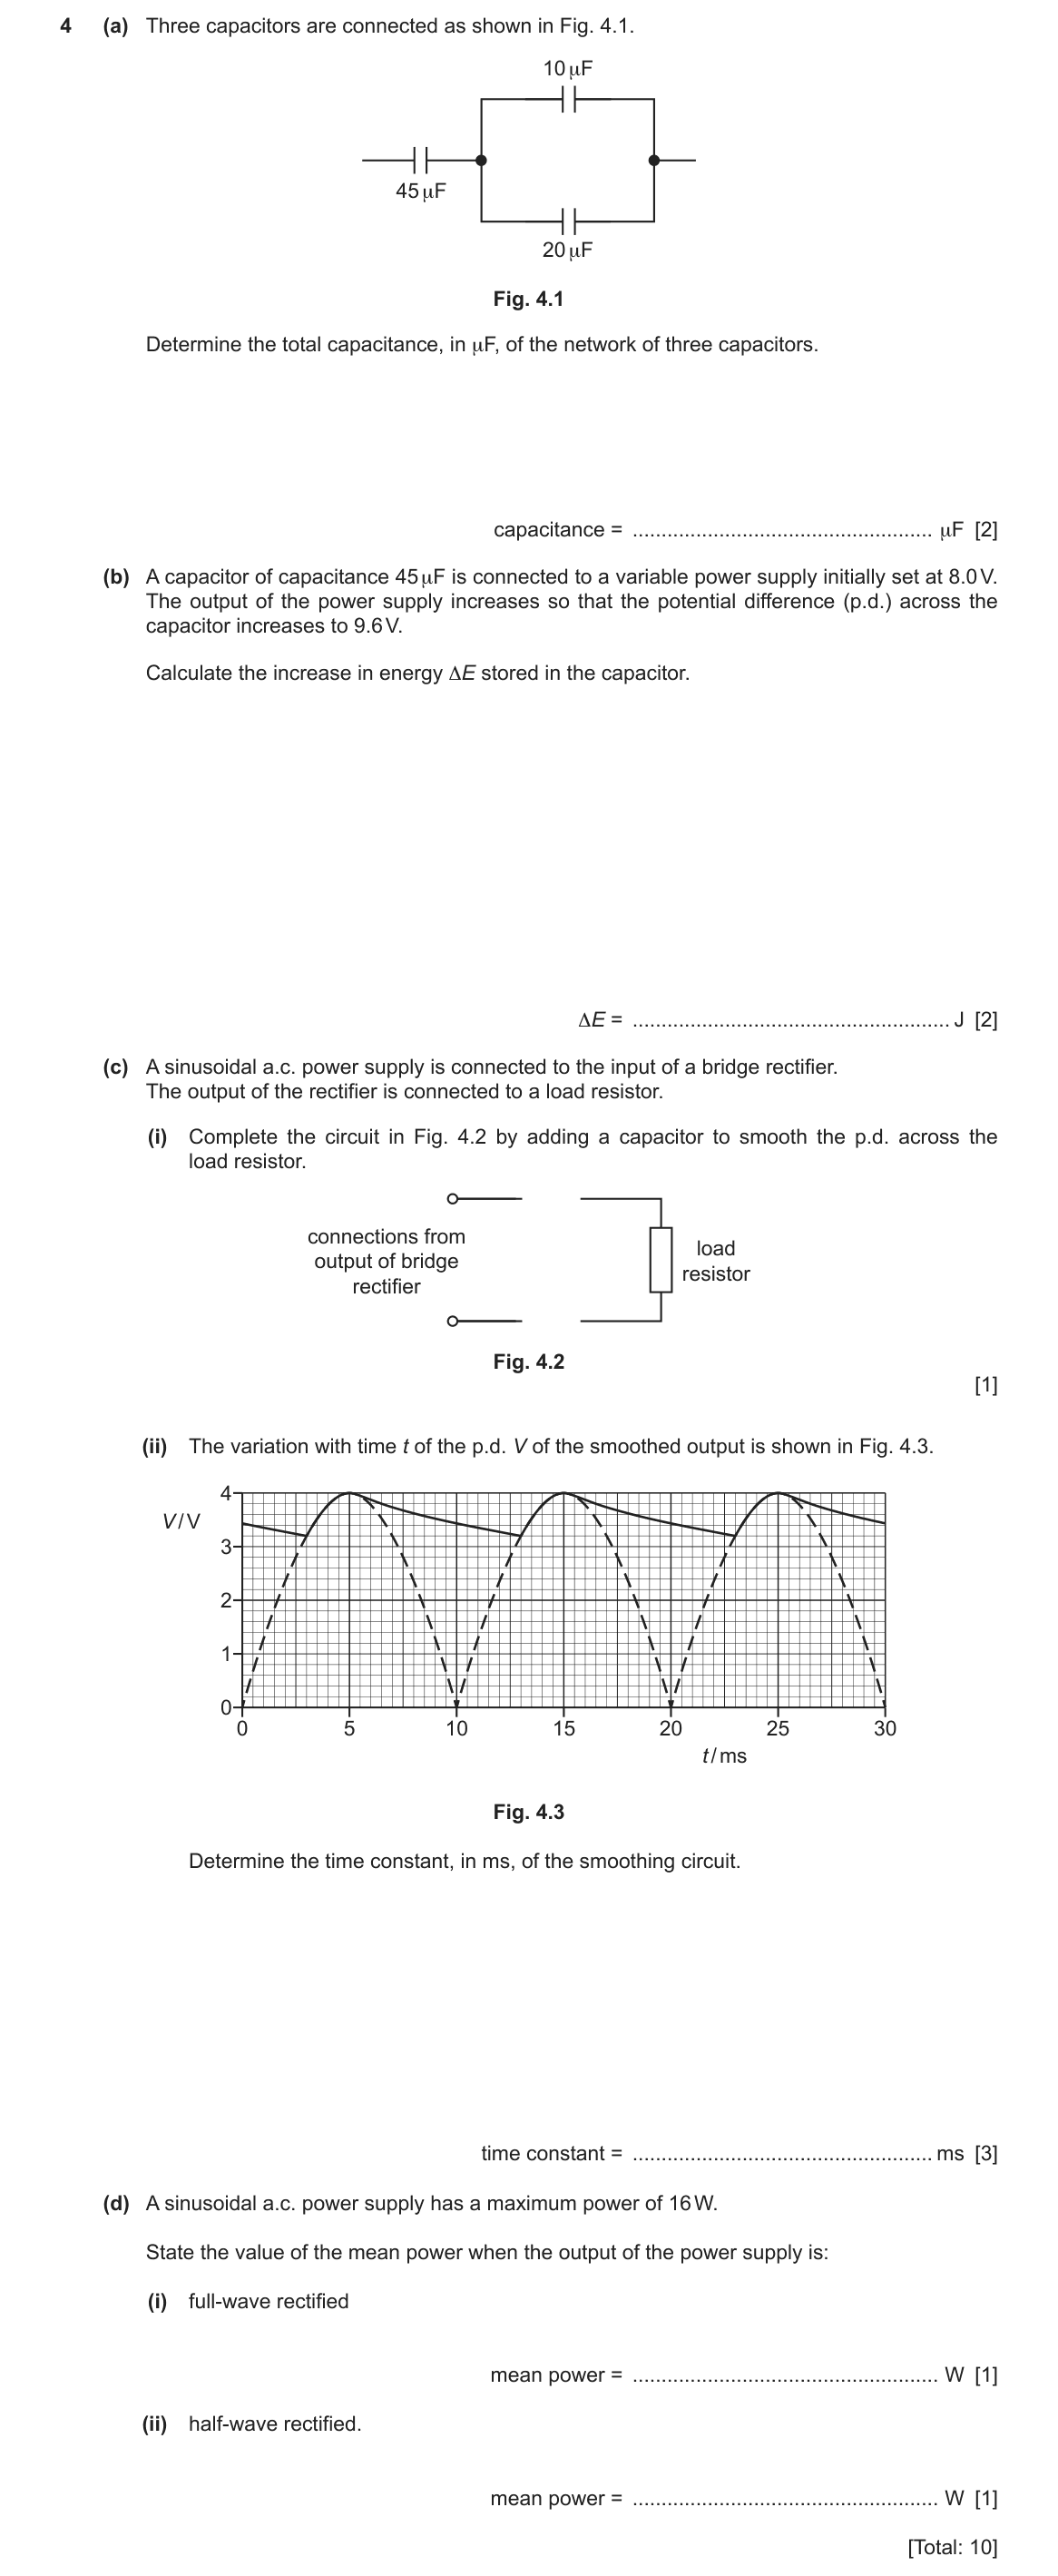 4 (a) Three capacitors are connected as shown in Fig. 4.1.
10 μF
45 μF
20 μF
Fig. 4.1
Determine the total capacitance, in μF, of the network of three capacitors.
capacitance = .................................................... μF [2]
(b) A capacitor of capacitance 45 μF is connected to a variable power supply initially set at 8.0 V.
The output of the power supply increases so that the potential difference (p.d.) across the
capacitor increases to 9.6 V.
Calculate the increase in energy ΔE stored in the capacitor.
ΔE = ....................................................... J [2]
(c) A sinusoidal a.c. power supply is connected to the input of a bridge rectifier.
The output of the rectifier is connected to a load resistor.
(i) Complete the circuit in Fig. 4.2 by adding a capacitor to smooth the p.d. across the
load resistor.
connections from
output of bridge
rectifier
load
resistor
Fig. 4.2
[1]
(ii) The variation with time t of the p.d. V of the smoothed output is shown in Fig. 4.3.
4
V/V
3
2
1
0
0 5 10 15 20 25 30
t/ms
Fig. 4.3
Determine the time constant, in ms, of the smoothing circuit.
time constant = .................................................... ms [3]
(d) A sinusoidal a.c. power supply has a maximum power of 16 W.
State the value of the mean power when the output of the power supply is:
(i) full-wave rectified
mean power = ..................................................... W [1]
(ii) half-wave rectified.
mean power = ..................................................... W [1]
[Total: 10]